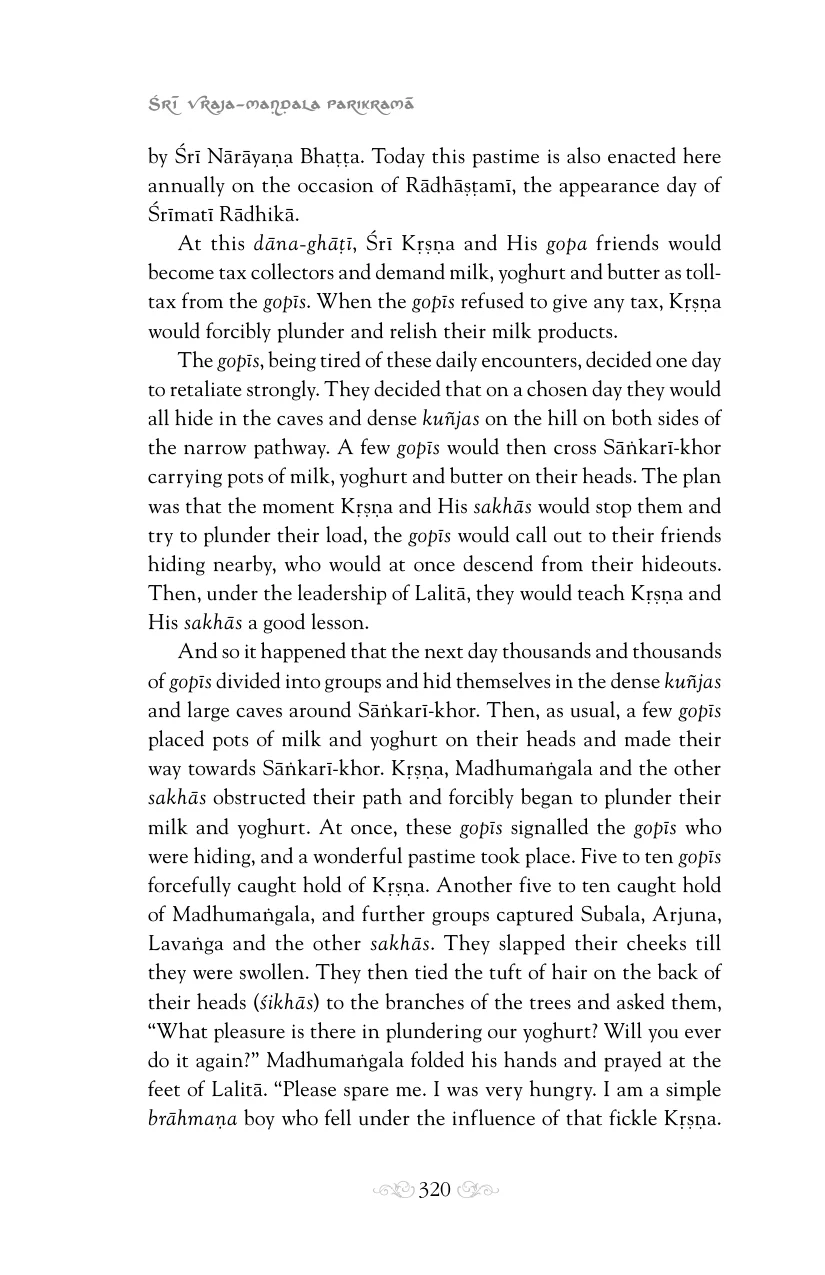 Śrī Vraja-maṇḍala Parikramā
by Śrī Nārāyaṇa Bhaṭṭa. Today this pastime is also enacted here
annually on the occasion of Rādhāṣṭamī, the appearance day of
Śrīmatī Rādhikā.
At this dāna-ghāṭī, Śrī Kṛṣṇa and His gopa friends would
become tax collectors and demand milk, yoghurt and butter as toll-
tax from the gopīs. When the gopīs refused to give any tax, Kṛṣṇa
would forcibly plunder and relish their milk products.
The gopīs, being tired of these daily encounters, decided one day
to retaliate strongly. They decided that on a chosen day they would
all hide in the caves and dense kuñjas on the hill on both sides of
the narrow pathway. A few gopīs would then cross Sāṅkarī-khor
carrying pots of milk, yoghurt and butter on their heads. The plan
was that the moment Kṛṣṇa and His sakhās would stop them and
try to plunder their load, the gopīs would call out to their friends
hiding nearby, who would at once descend from their hideouts.
Then, under the leadership of Lalitā, they would teach Kṛṣṇa and
His sakhās a good lesson.
And so it happened that the next day thousands and thousands
of gopīs divided into groups and hid themselves in the dense kuñjas
and large caves around Sāṅkarī-khor. Then, as usual, a few gopīs
placed pots of milk and yoghurt on their heads and made their
way towards Sāṅkarī-khor. Kṛṣṇa, Madhumaṅgala and the other
sakhās obstructed their path and forcibly began to plunder their
milk and yoghurt. At once, these gopīs signalled the gopīs who
were hiding, and a wonderful pastime took place. Five to ten gopīs
forcefully caught hold of Kṛṣṇa. Another five to ten caught hold
of Madhumaṅgala, and further groups captured Subala, Arjuna,
Lavaṅga and the other sakhās. They slapped their cheeks till
they were swollen. They then tied the tuft of hair on the back of
their heads (śikhās) to the branches of the trees and asked them,
“What pleasure is there in plundering our yoghurt? Will you ever
do it again?” Madhumaṅgala folded his hands and prayed at the
feet of Lalitā. “Please spare me. I was very hungry. I am a simple
brāhmaṇa boy who fell under the influence of that fickle Kṛṣṇa.
320